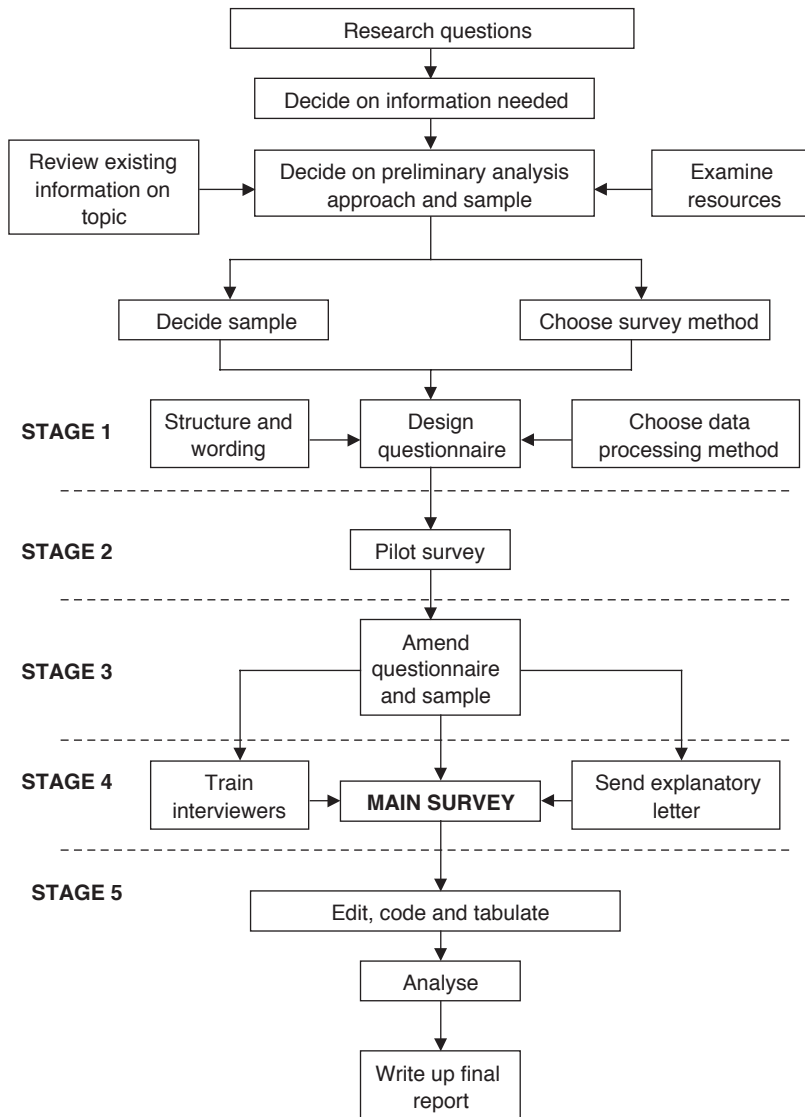 Research questions
Decide on information needed
Review existing
information on
topic
Decide on preliminary analysis
approach and sample
Examine
resources
Decide sample
Choose survey method
STAGE 1
Structure and
wording
Design
questionnaire
Choose data
processing method
STAGE 2
Pilot survey
STAGE 3
Amend
questionnaire
and sample
STAGE 4
Train
interviewers
MAIN SURVEY
Send explanatory
letter
STAGE 5
Edit, code and tabulate
Analyse
Write up final
report